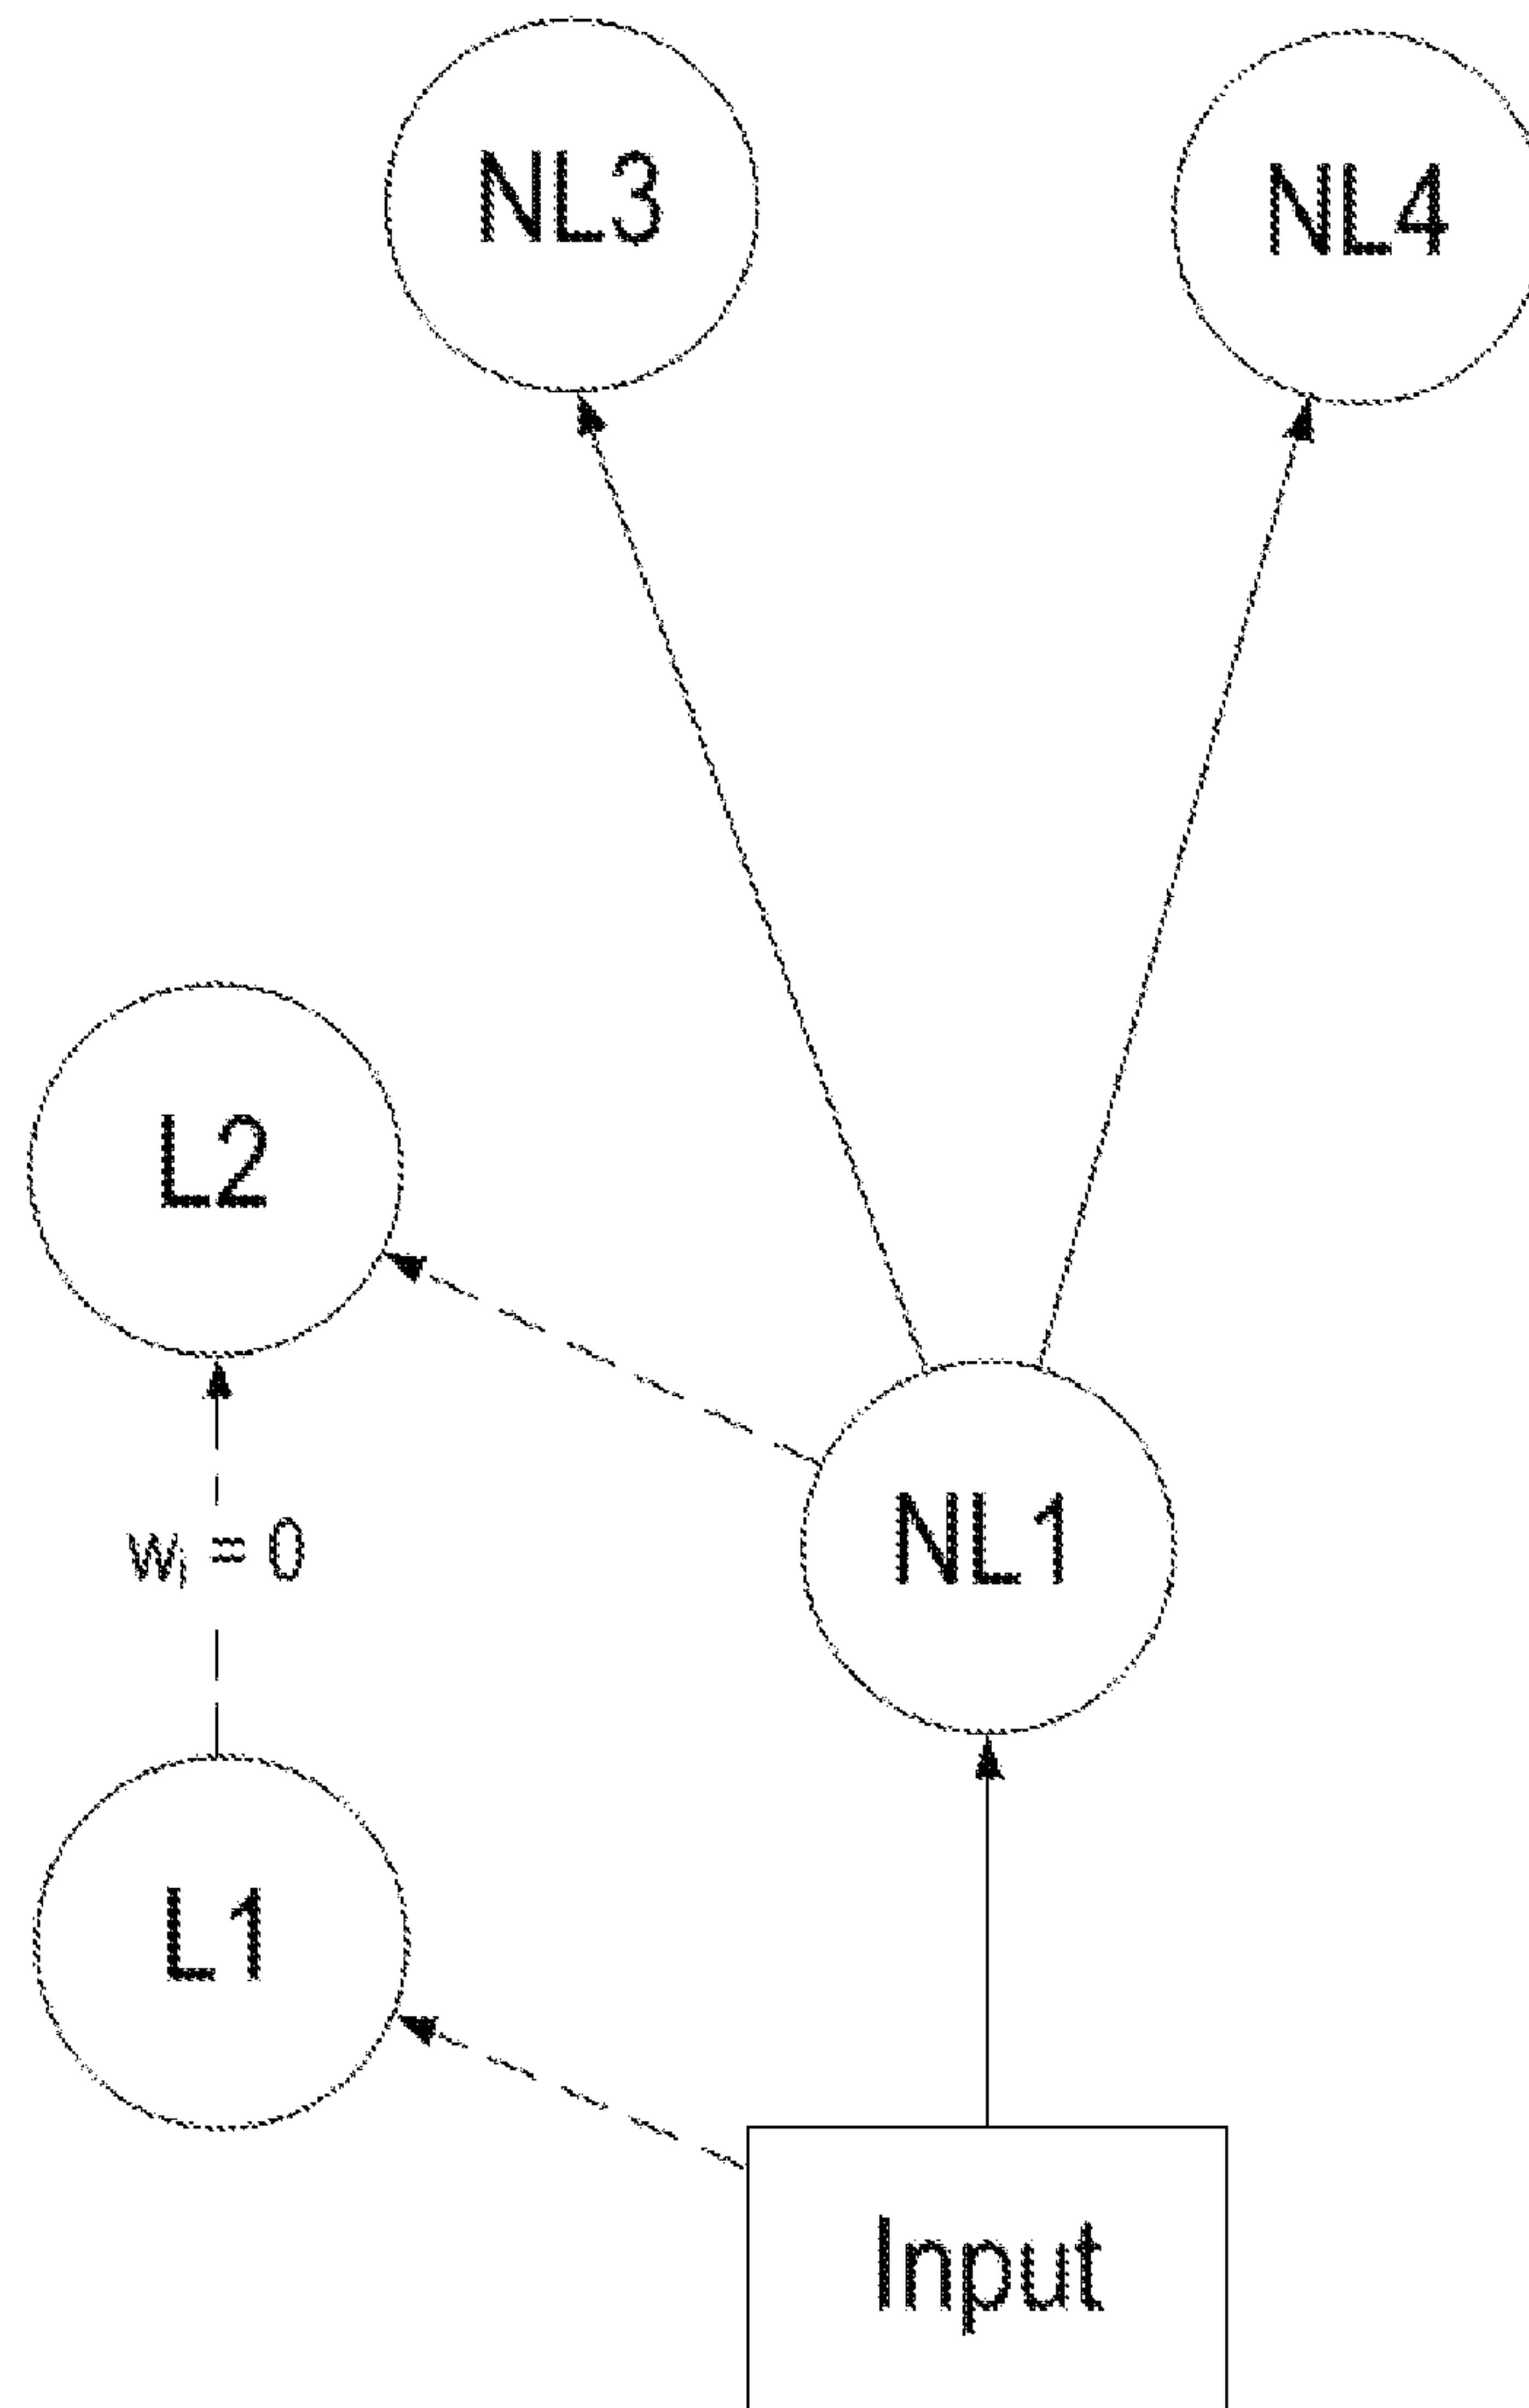 NL3
NL4
L2
NL1
wᵢ = 0
L1
Input